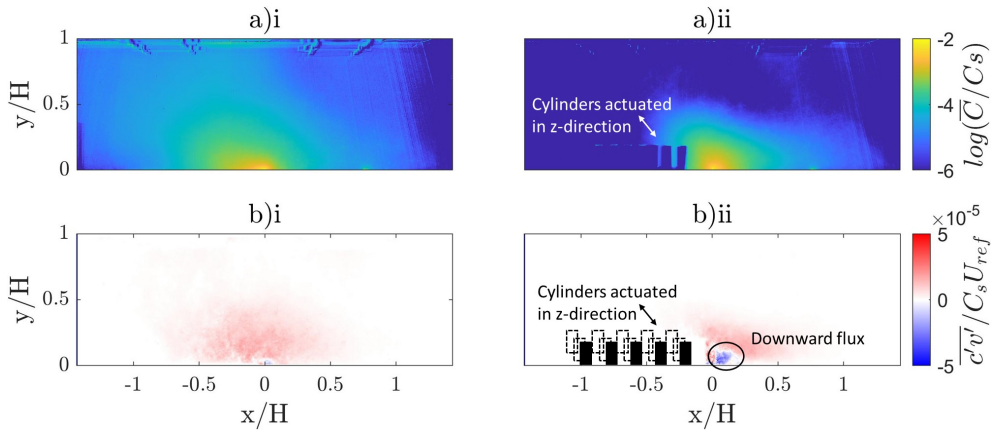 a)i
a)ii
1
0.5
0
y/H
Cylinders actuated
in z-direction
-2
-4
-6
log(C̅/Cs)
b)i
b)ii
1
0.5
0
y/H
-1
-0.5
0
0.5
1
x/H
Cylinders actuated
in z-direction
Downward flux
-1
-0.5
0
0.5
1
x/H
×10⁻⁵
5
0
-5
c'v'/CsUref